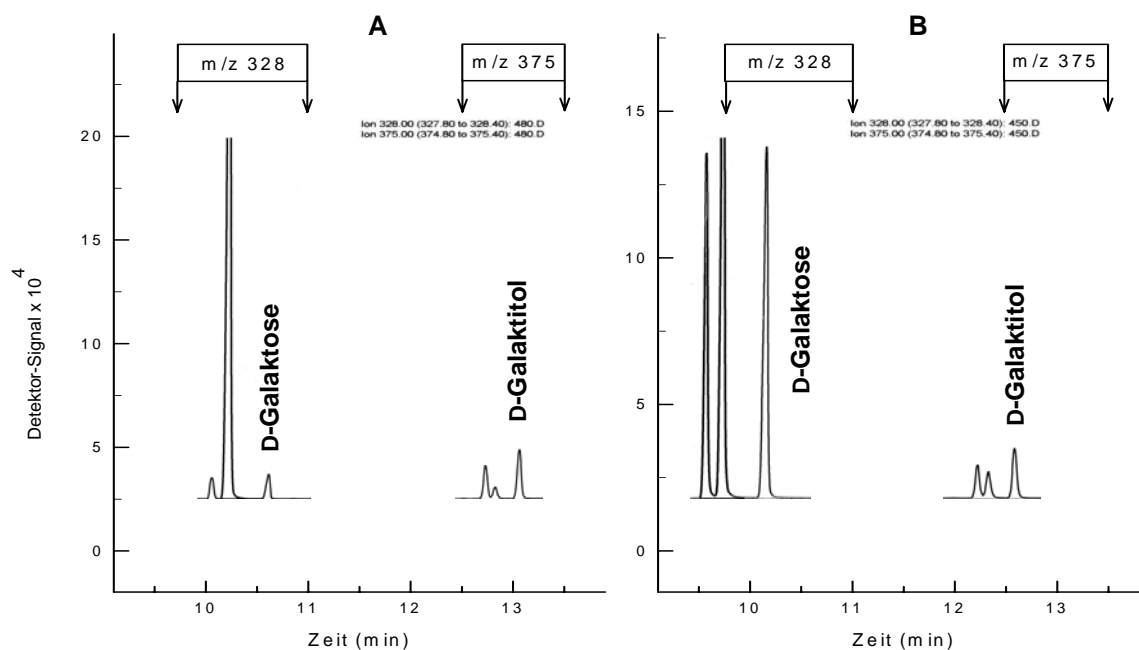 A
B
m/z 328
m/z 375
m/z 328
m/z 375
Ion 328.00 (327.80 to 328.40): 480.D
Ion 375.00 (374.80 to 375.40): 480.D
Ion 328.00 (327.80 to 328.40): 450.D
Ion 375.00 (374.80 to 375.40): 450.D
Detektor-Signal x 10^4
20
15
10
5
0
D-Galaktose
D-Galaktitol
10
11
12
13
Zeit (min)
15
10
5
0
D-Galaktose
D-Galaktitol
10
11
12
13
Zeit (min)